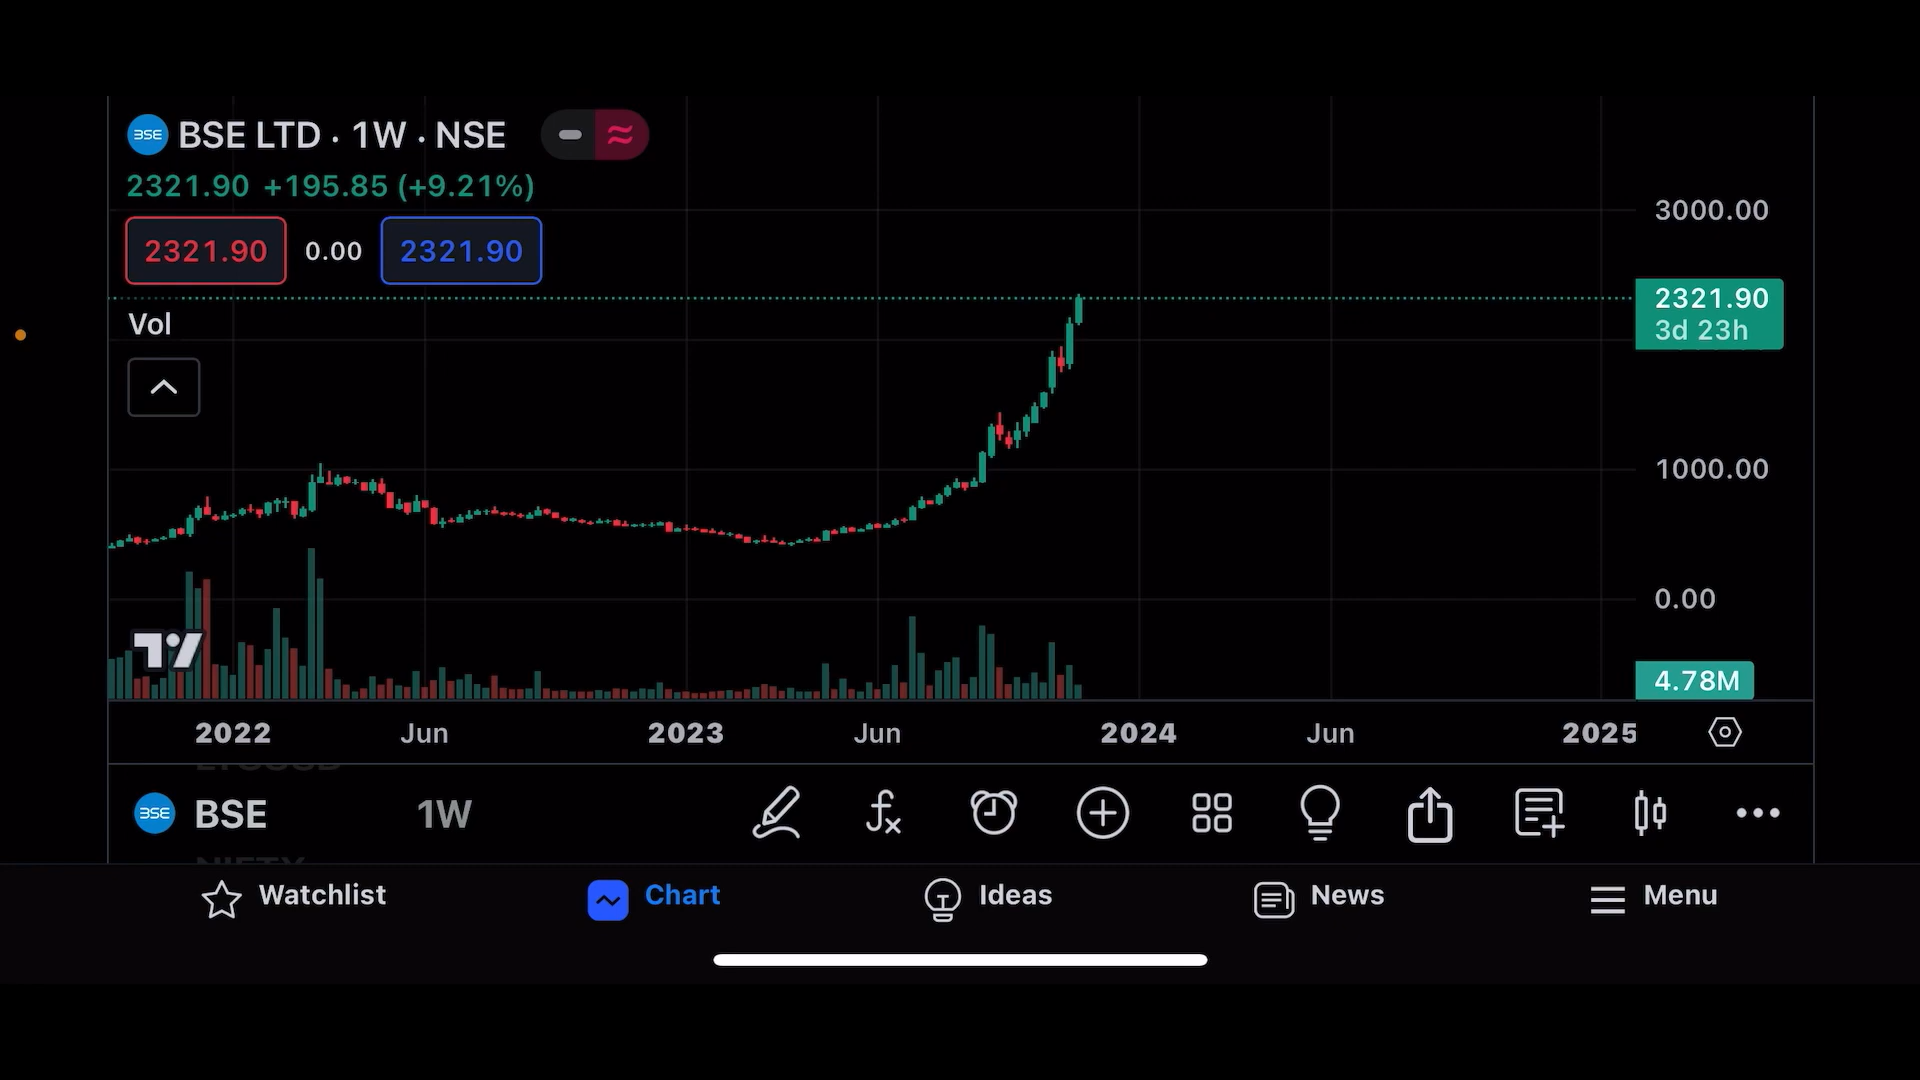 BSE LTD · 1W · NSE
2321.90 +195.85 (+9.21%)
2321.90 0.00 2321.90
Vol
3000.00
2321.90
3d 23h
1000.00
0.00
4.78M
2022 Jun 2023 Jun 2024 Jun 2025
BSE BSE 1W
Watchlist Chart Ideas News Menu